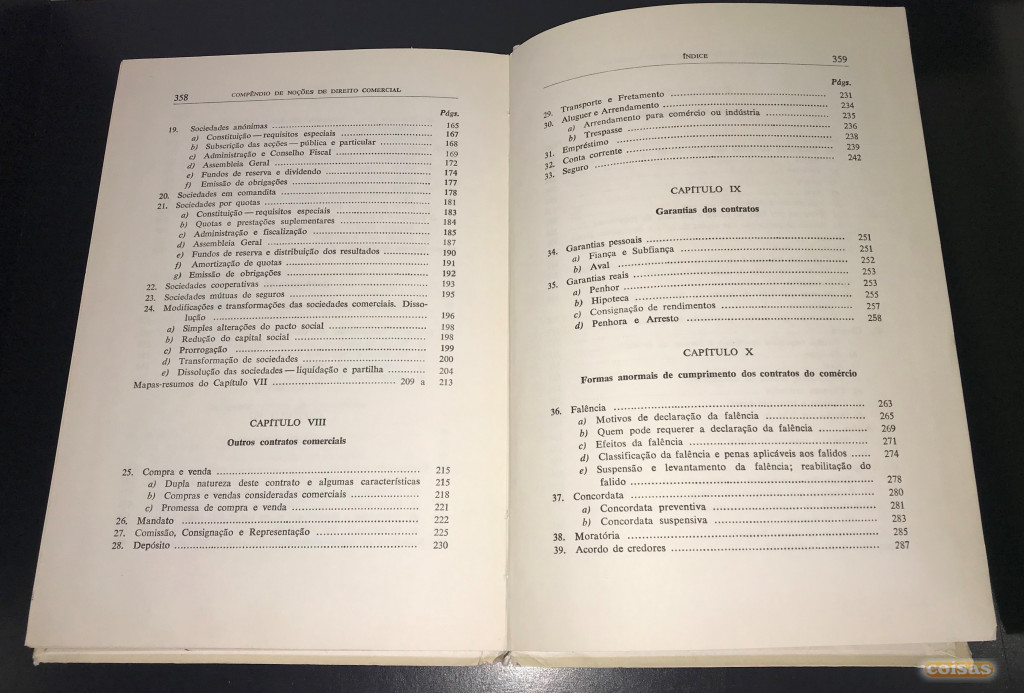 358 COMPÊNDIO DE NOÇÕES DE DIREITO COMERCIAL
Págs.
19. Sociedades anónimas 165
a) Constituição — requisitos especiais 167
b) Subscrição das acções — pública e particular 168
c) Administração e Conselho Fiscal 169
d) Assembleia Geral 172
e) Fundos de reserva e dividendo 174
f) Emissão de obrigações 177
20. Sociedades em comandita 178
21. Sociedades por quotas 181
a) Constituição — requisitos especiais 183
b) Quotas e prestações suplementares 184
c) Administração e fiscalização 185
d) Assembleia Geral 187
e) Fundos de reserva e distribuição dos resultados 190
f) Amortização de quotas 191
g) Emissão de obrigações 192
22. Sociedades cooperativas 193
23. Sociedades mútuas de seguros 195
24. Modificações e transformações das sociedades comerciais. Disso-
lução 196
a) Simples alterações do pacto social 198
b) Redução do capital social 198
c) Prorrogação 199
d) Transformação de sociedades 200
e) Dissolução das sociedades — liquidação e partilha 204
Mapas-resumos do Capítulo VII 209 a 213
CAPÍTULO VIII
Outros contratos comerciais
25. Compra e venda 215
a) Dupla natureza deste contrato e algumas características 215
b) Compras e vendas consideradas comerciais 218
c) Promessa de compra e venda 221
26. Mandato 222
27. Comissão, Consignação e Representação 225
28. Depósito 230
ÍNDICE 359
Págs.
29. Transporte e Fretamento 231
30. Aluguer e Arrendamento 234
a) Arrendamento para comércio ou indústria 235
b) Trespasse 236
31. Empréstimo 238
32. Conta corrente 239
33. Seguro 242
CAPÍTULO IX
Garantias dos contratos
34. Garantias pessoais 251
a) Fiança e Subfiança 251
b) Aval 252
35. Garantias reais 253
a) Penhor 253
b) Hipoteca 255
c) Consignação de rendimentos 257
d) Penhora e Arresto 258
CAPÍTULO X
Formas anormais de cumprimento dos contratos do comércio
36. Falência 263
a) Motivos de declaração da falência 265
b) Quem pode requerer a declaração da falência 269
c) Efeitos da falência 271
d) Classificação da falência e penas aplicáveis aos falidos 274
e) Suspensão e levantamento da falência; reabilitação do
falido 278
37. Concordata 280
a) Concordata preventiva 281
b) Concordata suspensiva 283
38. Moratória 285
39. Acordo de credores 287
coisas